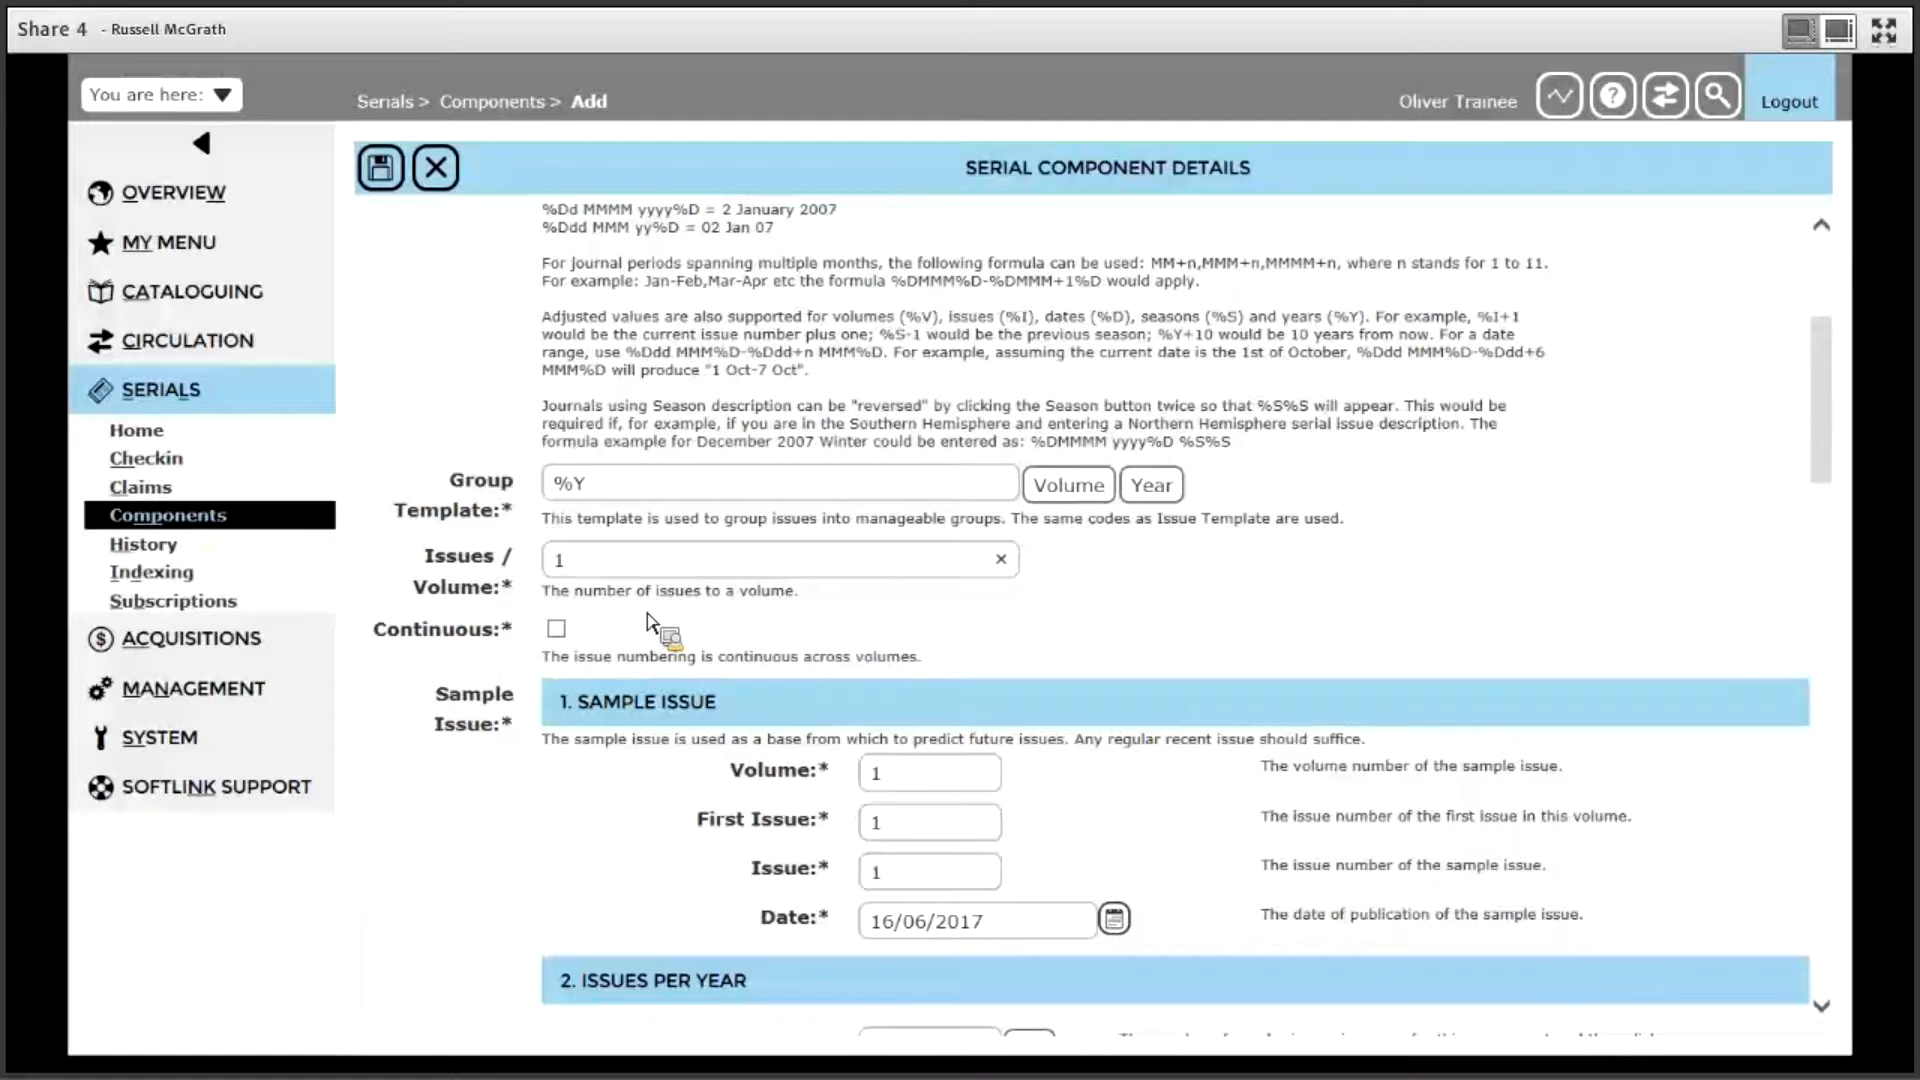 Share 4 - Russell McGrath
You are here:
Serials > Components > Add
Oliver Trainee
Logout
OVERVIEW
MY MENU
CATALOGUING
CIRCULATION
SERIALS
Home
Checkin
Claims
Components
History
Indexing
Subscriptions
ACQUISITIONS
MANAGEMENT
SYSTEM
SOFTLINK SUPPORT
SERIAL COMPONENT DETAILS
%Dd MMMM yyyy%D = 2 January 2007
%Ddd MMM yy%D = 02 Jan 07
For journal periods spanning multiple months, the following formula can be used: MM+n,MMM+n,MMMM+n, where n stands for 1 to 11.
For example: Jan-Feb,Mar-Apr etc the formula %DMMM%D-%DMMM+1%D would apply.
Adjusted values are also supported for volumes (%V), issues (%I), dates (%D), seasons (%S) and years (%Y). For example, %I+1
would be the current issue number plus one; %S-1 would be the previous season; %Y+10 would be 10 years from now. For a date
range, use %Ddd MMM%D-%Ddd+n MMM%D. For example, assuming the current date is the 1st of October, %Ddd MMM%D-%Ddd+6
MMM%D will produce "1 Oct-7 Oct".
Journals using Season description can be "reversed" by clicking the Season button twice so that %S%S will appear. This would be
required if, for example, if you are in the Southern Hemisphere and entering a Northern Hemisphere serial issue description. The
formula example for December 2007 Winter could be entered as: %DMMMM yyyy%D %S%S
Group
Template:*
%Y
Volume
Year
This template is used to group issues into manageable groups. The same codes as Issue Template are used.
Issues /
Volume:*
1
The number of issues to a volume.
Continuous:*
The issue numbering is continuous across volumes.
Sample
Issue:*
1. SAMPLE ISSUE
The sample issue is used as a base from which to predict future issues. Any regular recent issue should suffice.
Volume:* 1 The volume number of the sample issue.
First Issue:* 1 The issue number of the first issue in this volume.
Issue:* 1 The issue number of the sample issue.
Date:* 16/06/2017 The date of publication of the sample issue.
2. ISSUES PER YEAR